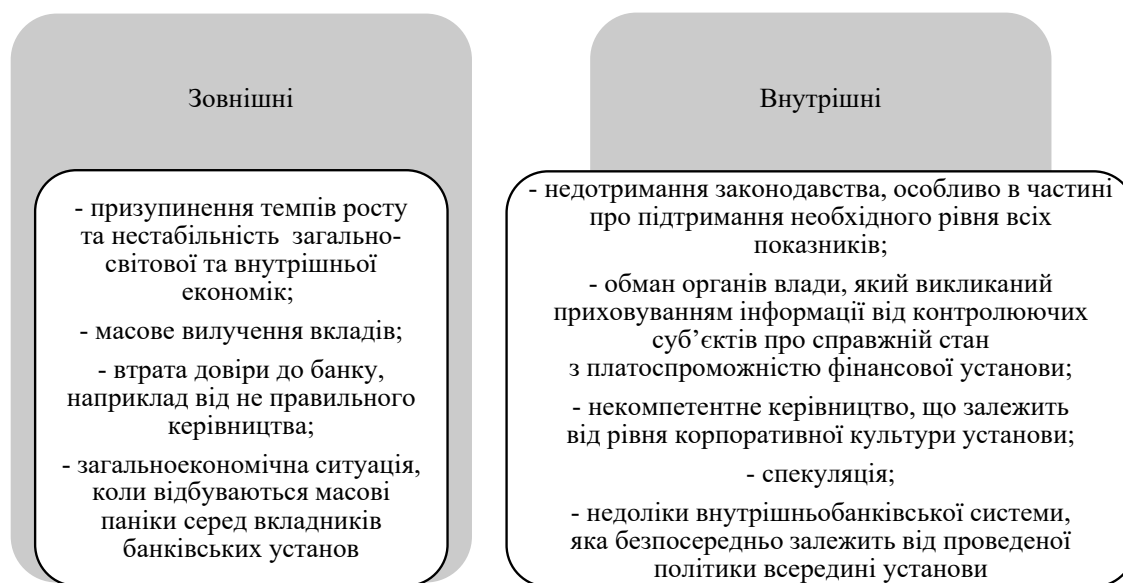 Зовнішні
- призупинення темпів росту
та нестабільність загально-
світової та внутрішньої
економік;
- масове вилучення вкладів;
- втрата довіри до банку,
наприклад від не правильного
керівництва;
- загальноекономічна ситуація,
коли відбуваються масові
паніки серед вкладників
банківських установ
Внутрішні
- недотримання законодавства, особливо в частині
про підтримання необхідного рівня всіх
показників;
- обман органів влади, який викликаний
приховуванням інформації від контролюючих
суб’єктів про справжній стан
з платоспроможністю фінансової установи;
- некомпетентне керівництво, що залежить
від рівня корпоративної культури установи;
- спекуляція;
- недоліки внутрішньобанківської системи,
яка безпосередньо залежить від проведеної
політики всередині установи